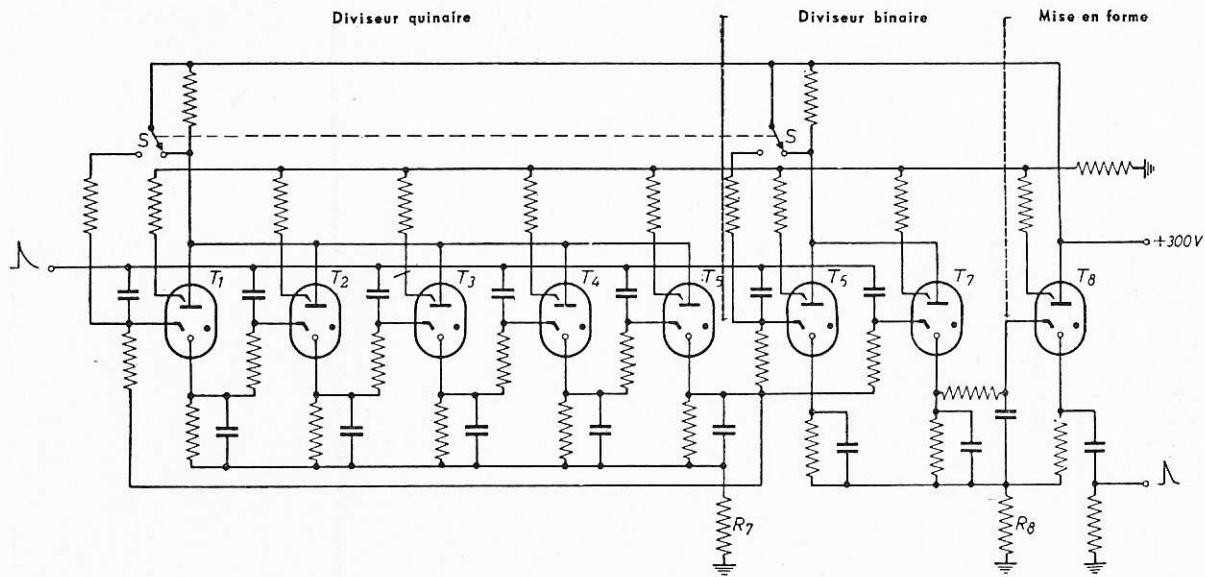 Diviseur quinaire
Diviseur binaire
Mise en forme
S
S
+300V
T1
T2
T3
T4
T5
T5
T7
T8
R7
R8